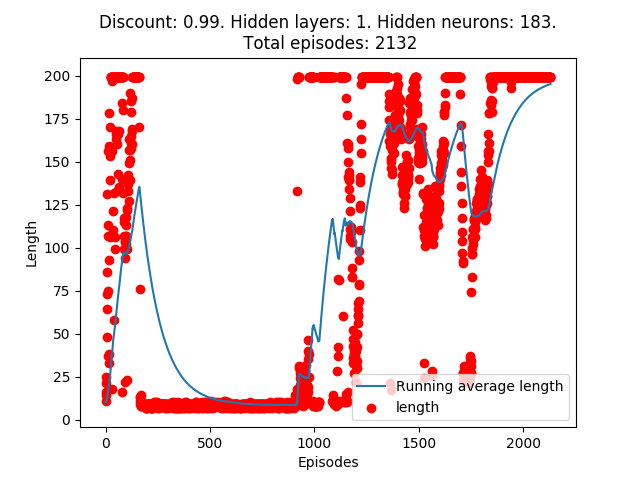 Discount: 0.99. Hidden layers: 1. Hidden neurons: 183.
Total episodes: 2132
200
175
150
125
100
75
50
25
0
Length
0 500 1000 1500 2000
Episodes
Running average length
length